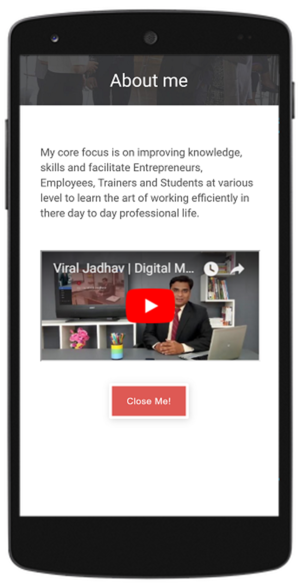 About me
My core focus is on improving knowledge,
skills and facilitate Entrepreneurs,
Employees, Trainers and Students at various
level to learn the art of working efficiently in
there day to day professional life.
Viral Jadhav | Digital M...
Close Me!